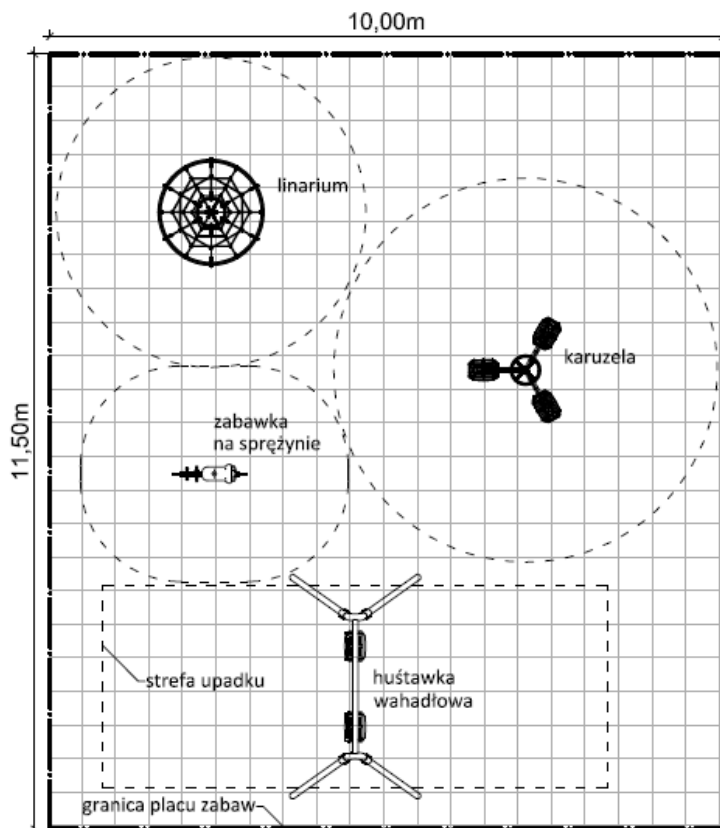 10,00m
linarium
karuzela
11,50m
zabawka
na sprężynie
strefa upadku
huśtawka
wahadłowa
granica placu zabaw